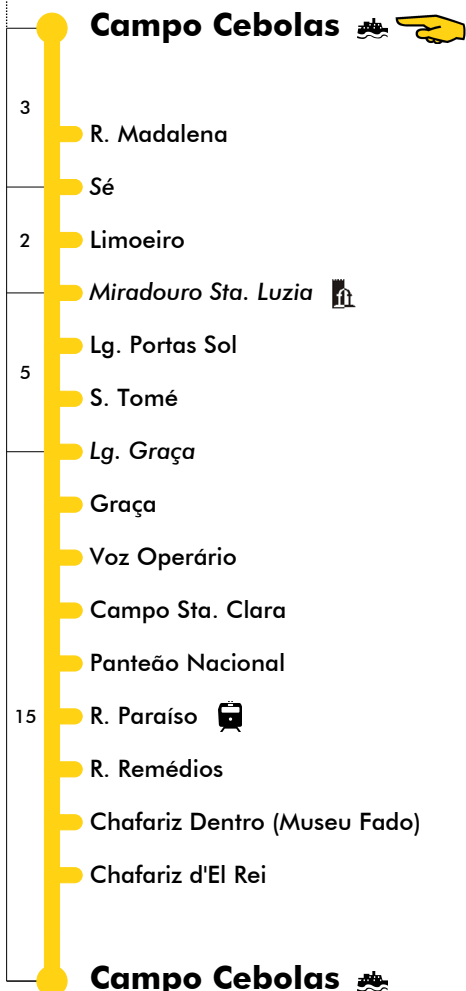 Campo Cebolas
3
R. Madalena
Sé
2
Limoeiro
Miradouro Sta. Luzia
Lg. Portas Sol
5
S. Tomé
Lg. Graça
Graça
Voz Operário
Campo Sta. Clara
Panteão Nacional
15
R. Paraíso
R. Remédios
Chafariz Dentro (Museu Fado)
Chafariz d'El Rei
Campo Cebolas